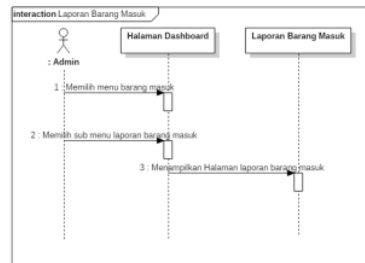 interaction Laporan Barang Masuk
Halaman Dashboard
Laporan Barang Masuk
: Admin
1 : Memilih menu barang masuk
2 : Memilih sub menu laporan barang masuk
3 : Menampilkan Halaman laporan barang masuk